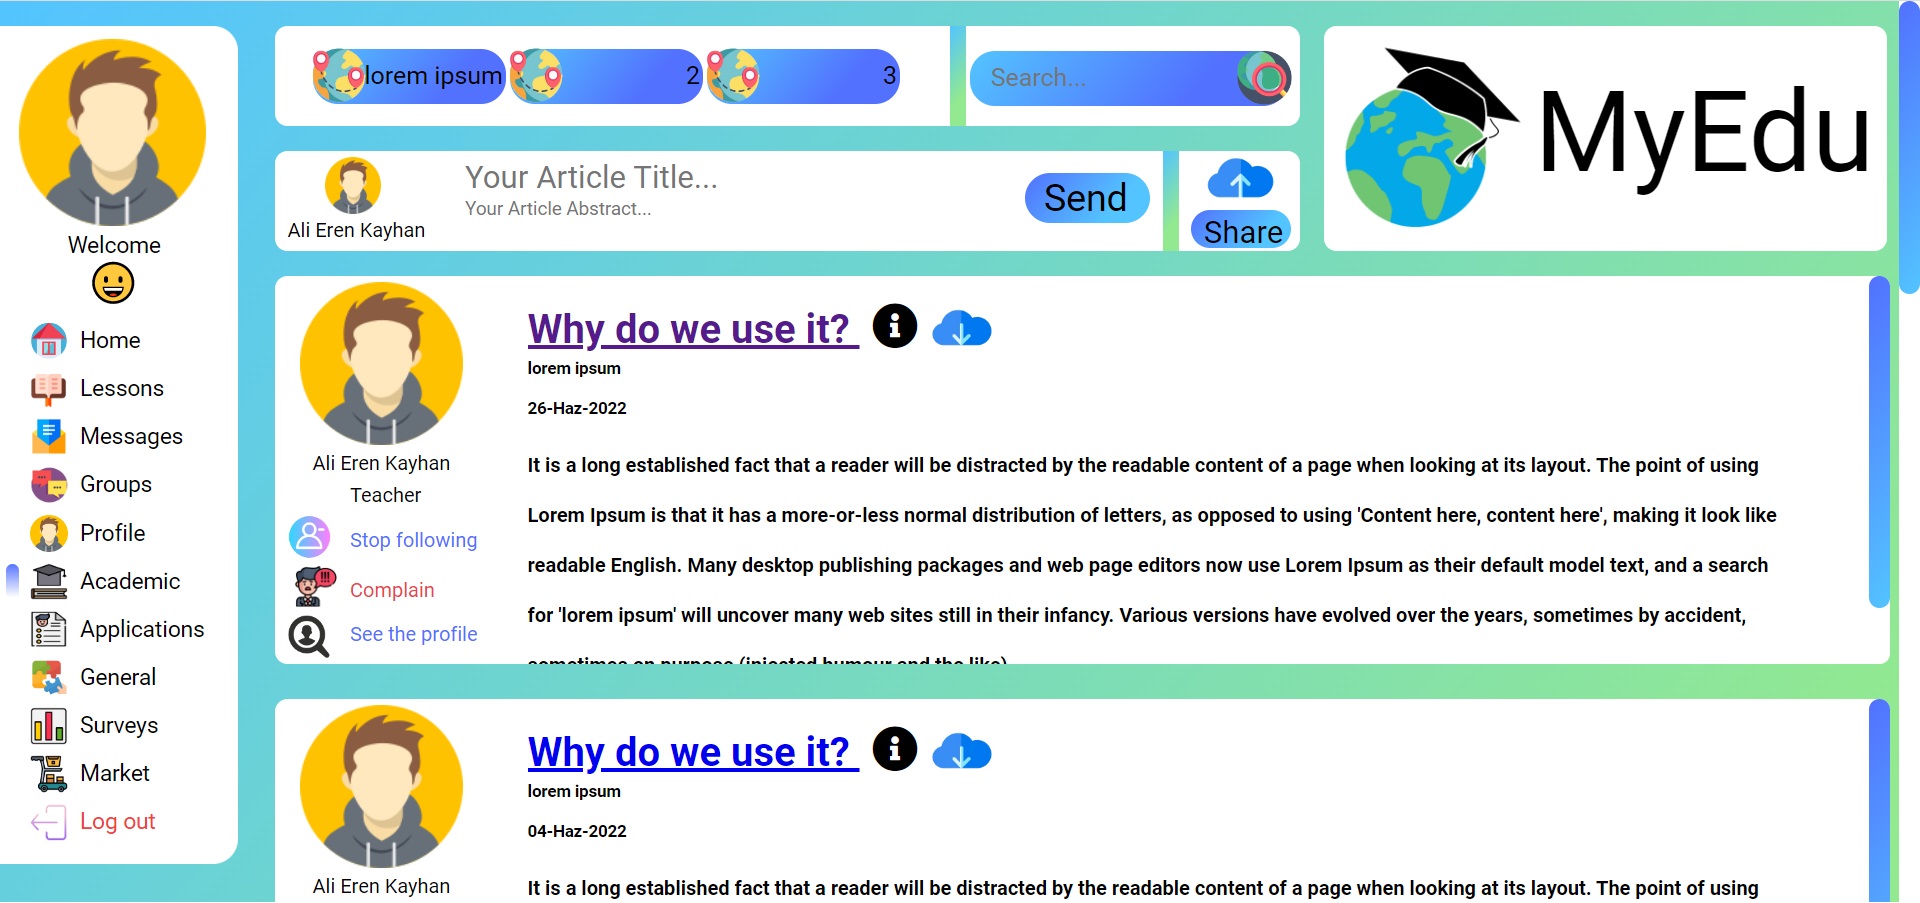 Welcome
Home
Lessons
Messages
Groups
Profile
Academic
Applications
General
Surveys
Market
Log out
lorem ipsum
2
3
Search...
MyEdu
Ali Eren Kayhan
Your Article Title...
Your Article Abstract...
Send
Share
Ali Eren Kayhan
Teacher
Stop following
Complain
See the profile
Why do we use it?
lorem ipsum
26-Haz-2022
It is a long established fact that a reader will be distracted by the readable content of a page when looking at its layout. The point of using
Lorem Ipsum is that it has a more-or-less normal distribution of letters, as opposed to using 'Content here, content here', making it look like
readable English. Many desktop publishing packages and web page editors now use Lorem Ipsum as their default model text, and a search
for 'lorem ipsum' will uncover many web sites still in their infancy. Various versions have evolved over the years, sometimes by accident,
sometimes on purpose (injected humour and the like)
Ali Eren Kayhan
Why do we use it?
lorem ipsum
04-Haz-2022
It is a long established fact that a reader will be distracted by the readable content of a page when looking at its layout. The point of using